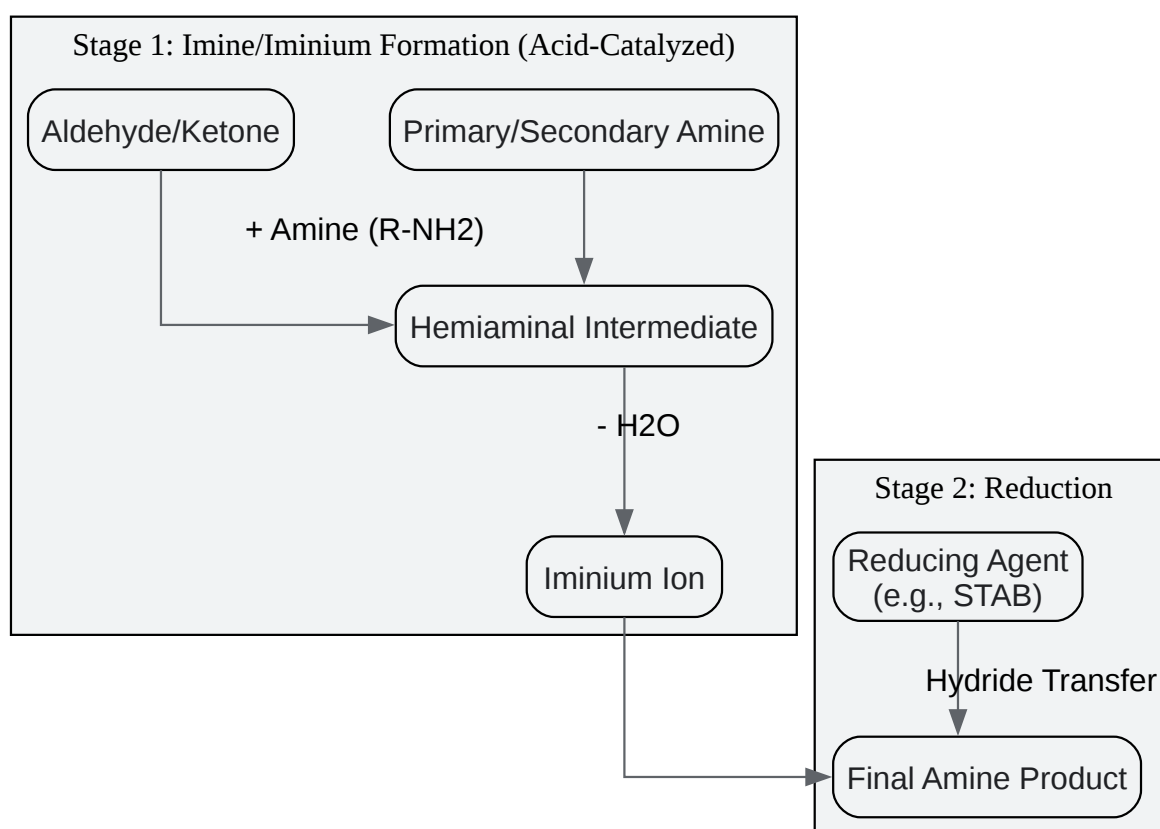 Stage 1: Imine/Iminium Formation (Acid-Catalyzed)
Aldehyde/Ketone
Primary/Secondary Amine
+ Amine (R-NH2)
Hemiaminal Intermediate
- H2O
Iminium Ion
Stage 2: Reduction
Reducing Agent
(e.g., STAB)
Hydride Transfer
Final Amine Product